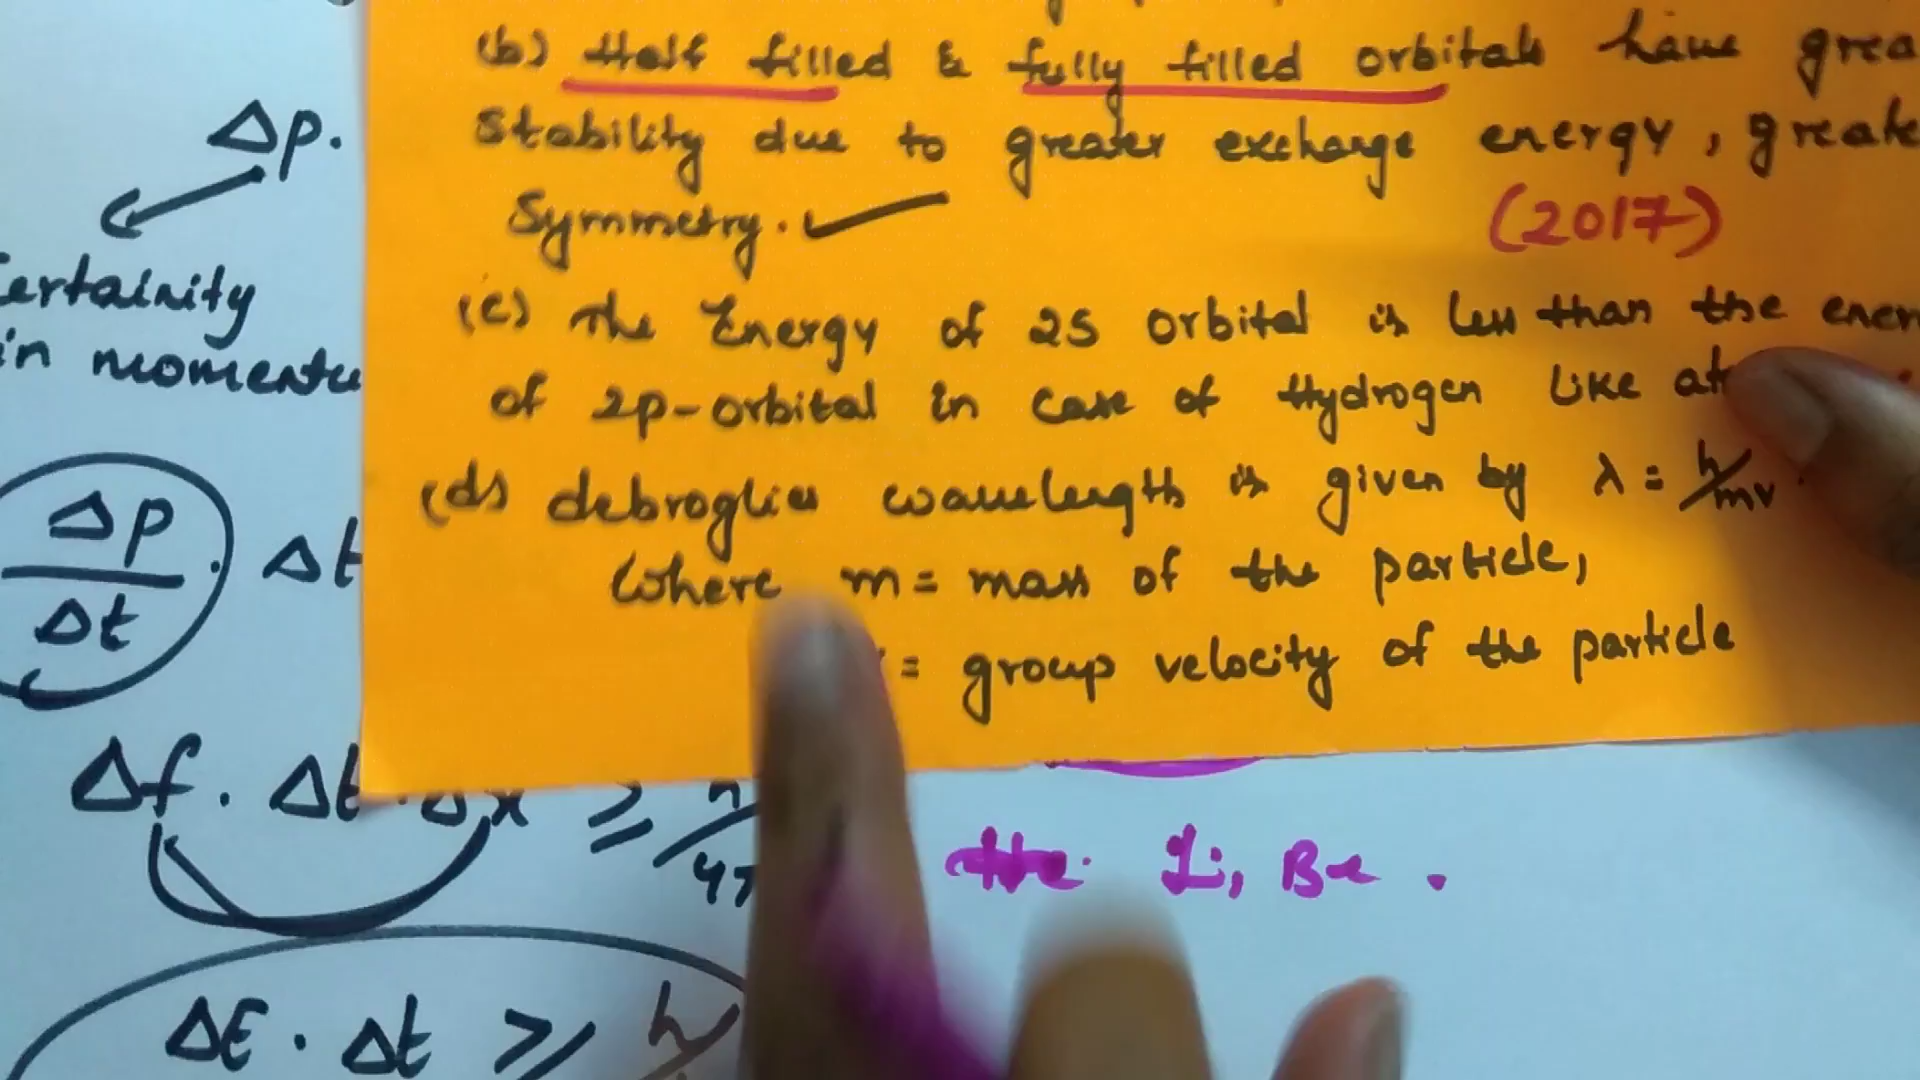 (b) Half filled & fully filled orbitals have grea
Stability due to greater exchange energy, greate
Symmetry.
(2017)
(c) The Energy of 2s orbital is less than the ener
of 2p-orbital in case of Hydrogen like at
(d) debroglies wavelength is given by λ = h/mv.
Where m = mass of the particle,
= group velocity of the particle
Δp.
certainity
in momentu
Δp/Δt . Δt
Δf . Δt . Δx ≥ h/4π
ΔE . Δt ≥ h/
Li, Be .